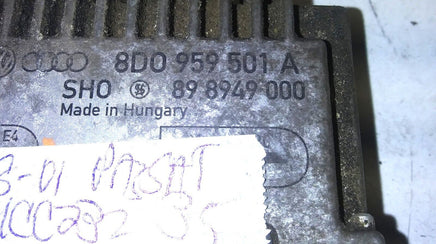 8D0 959 501 A
SHO 89 8949 000
Made in Hungary
E4
8-01 PASSAT